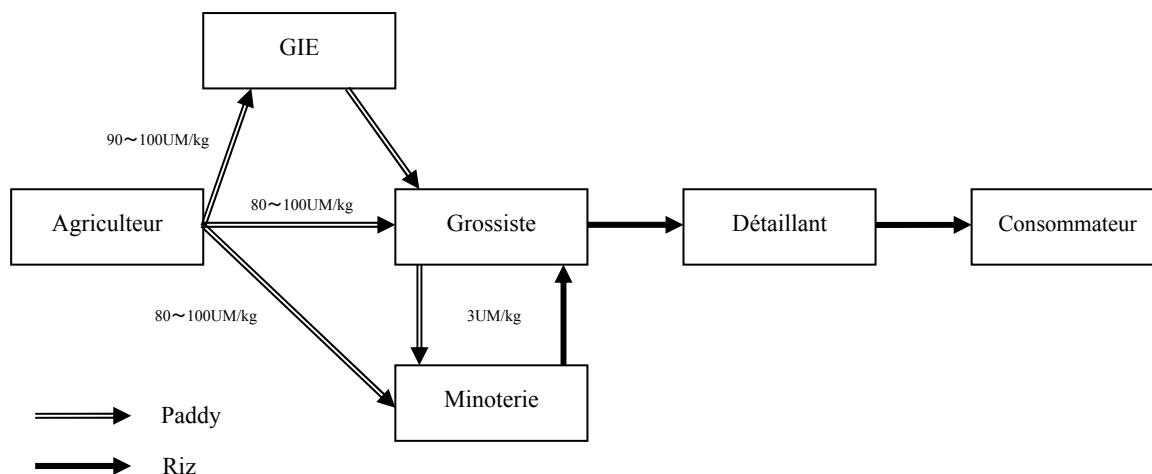 GIE
90～100UM/kg
Agriculteur
80～100UM/kg
Grossiste
Détaillant
Consommateur
80～100UM/kg
3UM/kg
Minoterie
Paddy
Riz